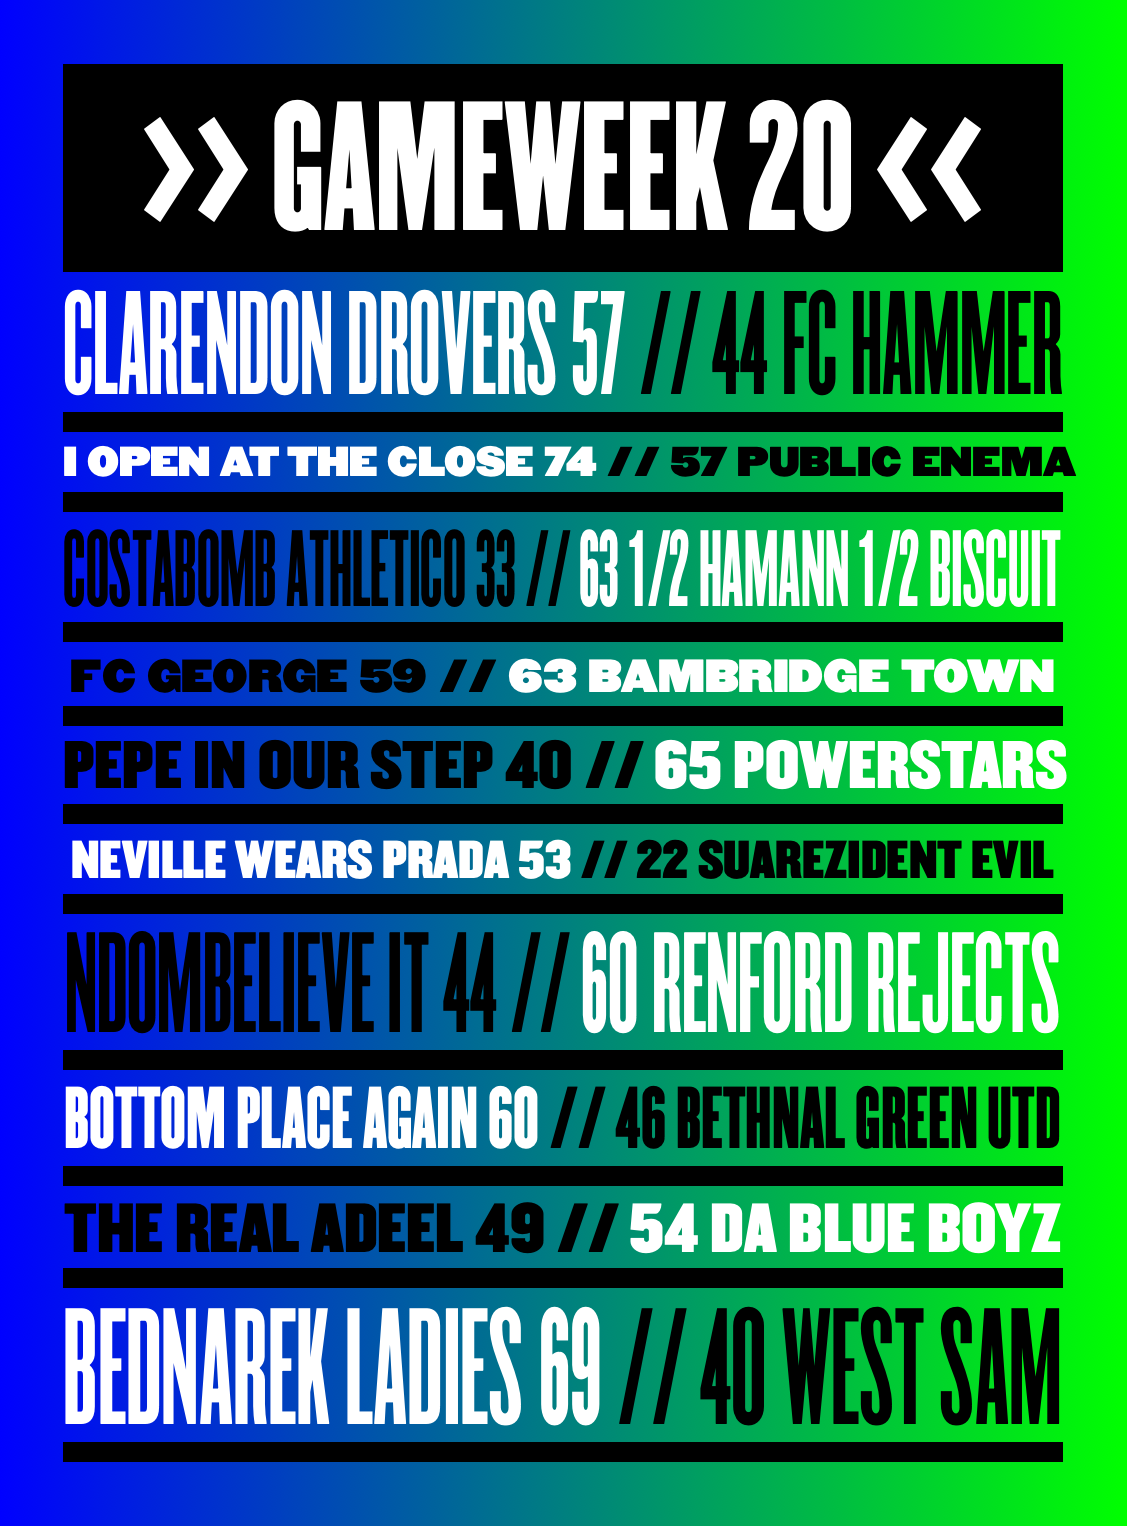 >> GAMEWEEK 20 <<
CLARENDON DROVERS 57 // 44 FC HAMMER
I OPEN AT THE CLOSE 74 // 57 PUBLIC ENEMA
COSTABOMB ATHLETICO 33 // 63 1/2 HAMANN 1/2 BISCUIT
FC GEORGE 59 // 63 BAMBRIDGE TOWN
PEPE IN OUR STEP 40 // 65 POWERSTARS
NEVILLE WEARS PRADA 53 // 22 SUAREZIDENT EVIL
NDOMBELIEVE IT 44 // 60 RENFORD REJECTS
BOTTOM PLACE AGAIN 60 // 46 BETHNAL GREEN UTD
THE REAL ADEEL 49 // 54 DA BLUE BOYZ
BEDNAREK LADIES 69 // 40 WEST SAM